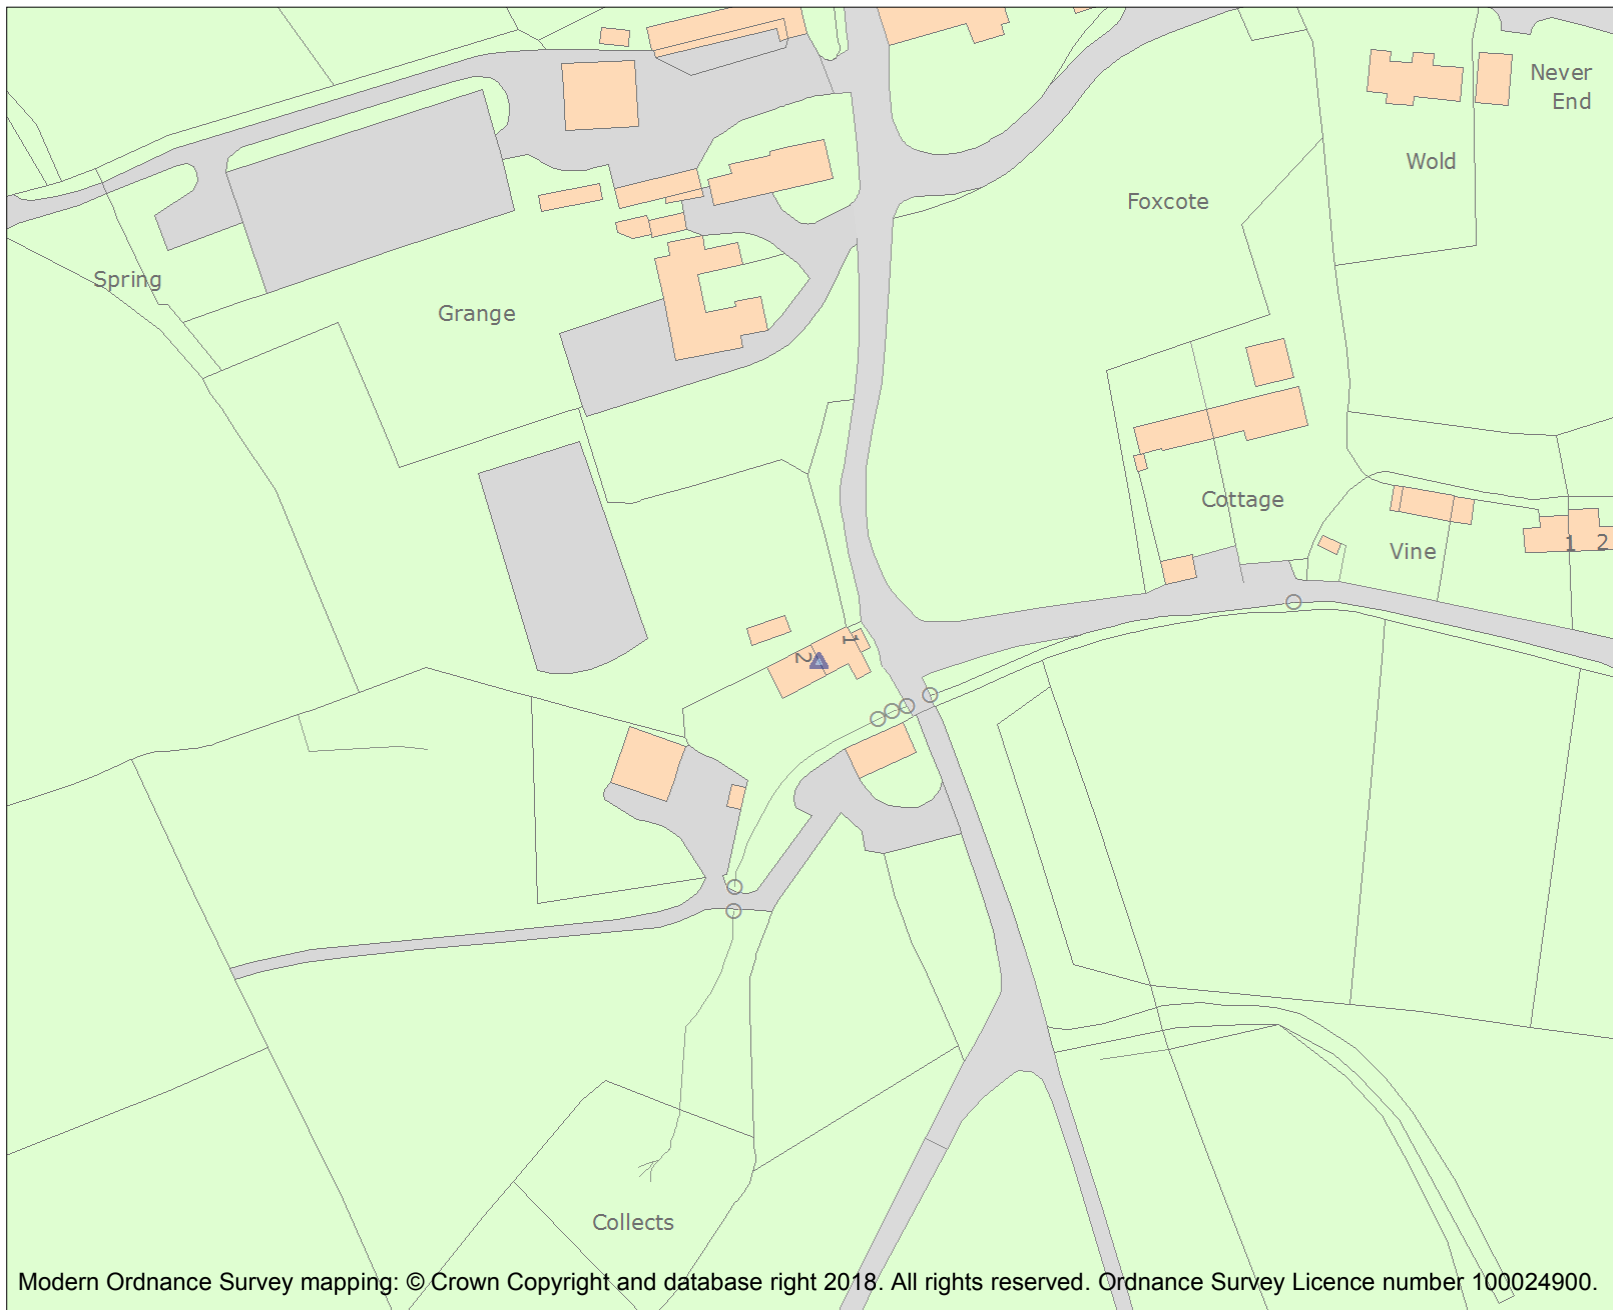 Never
End
Wold
Foxcote
Spring
Grange
Cottage
Vine
1
2
1
2
Collects
Modern Ordnance Survey mapping: © Crown Copyright and database right 2018. All rights reserved. Ordnance Survey Licence number 100024900.